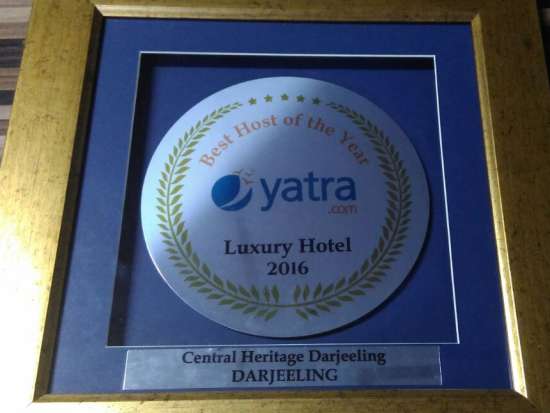 Best Host of the Year
yatra
.com
Luxury Hotel
2016
Central Heritage Darjeeling
DARJEELING